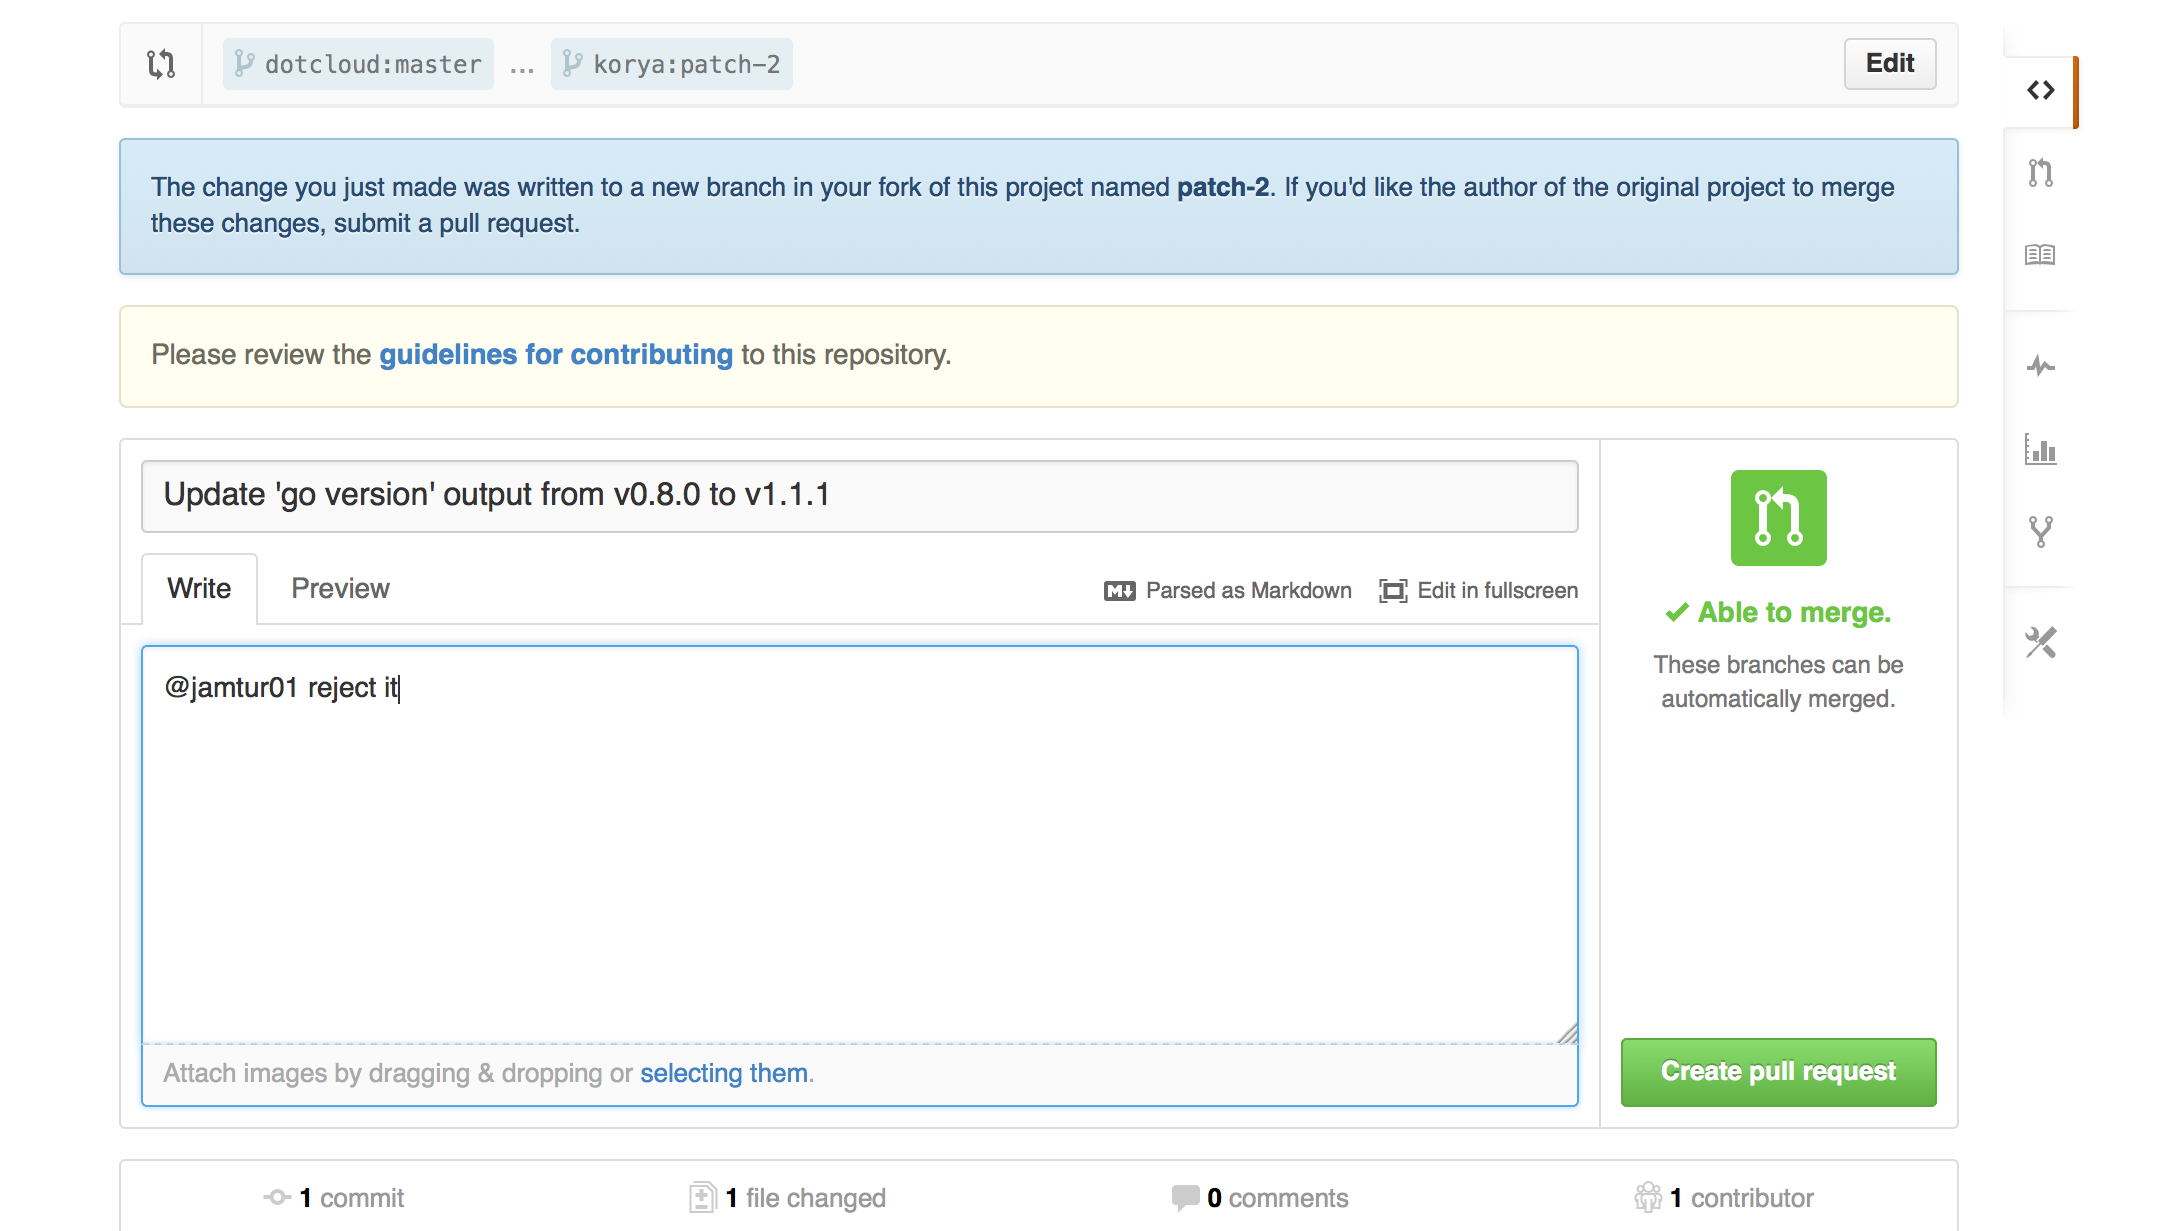 dotcloud:master ... korya:patch-2 Edit
The change you just made was written to a new branch in your fork of this project named patch-2. If you'd like the author of the original project to merge
these changes, submit a pull request.
Please review the guidelines for contributing to this repository.
Update 'go version' output from v0.8.0 to v1.1.1
Write Preview Parsed as Markdown Edit in fullscreen
@jamtur01 reject it
Attach images by dragging & dropping or selecting them.
Able to merge.
These branches can be
automatically merged.
Create pull request
1 commit 1 file changed 0 comments 1 contributor